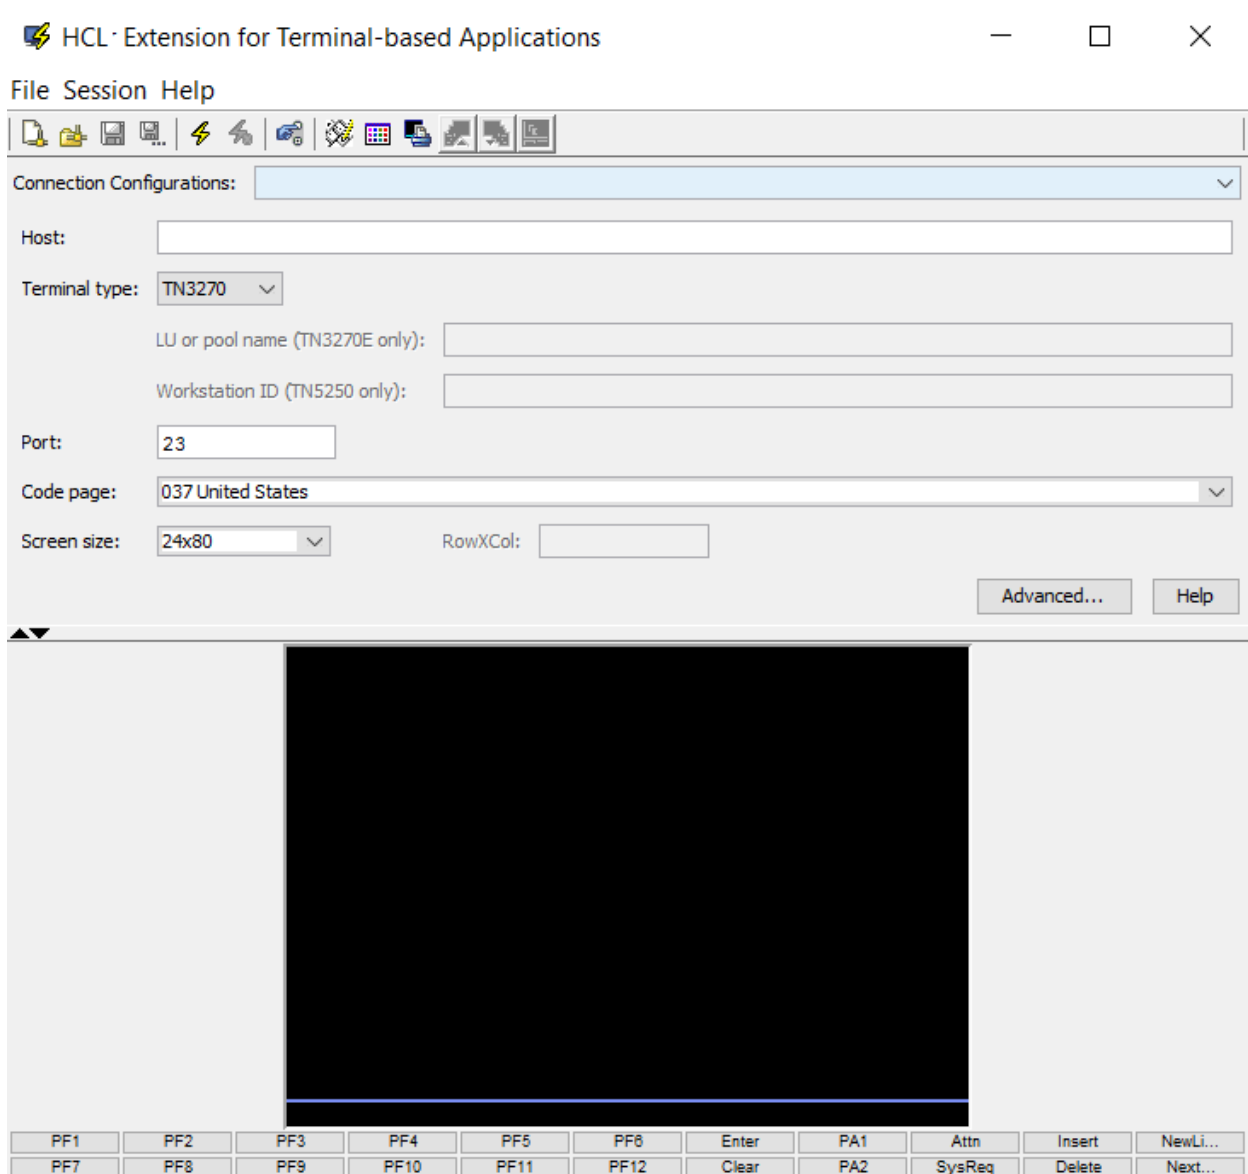 HCL Extension for Terminal-based Applications
File Session Help
Connection Configurations:
Host:
Terminal type: TN3270
LU or pool name (TN3270E only):
Workstation ID (TN5250 only):
Port: 23
Code page: 037 United States
Screen size: 24x80 RowXCol:
Advanced... Help
PF1 PF2 PF3 PF4 PF5 PF6 Enter PA1 Attn Insert NewLi...
PF7 PF8 PF9 PF10 PF11 PF12 Clear PA2 SysReq Delete Next...